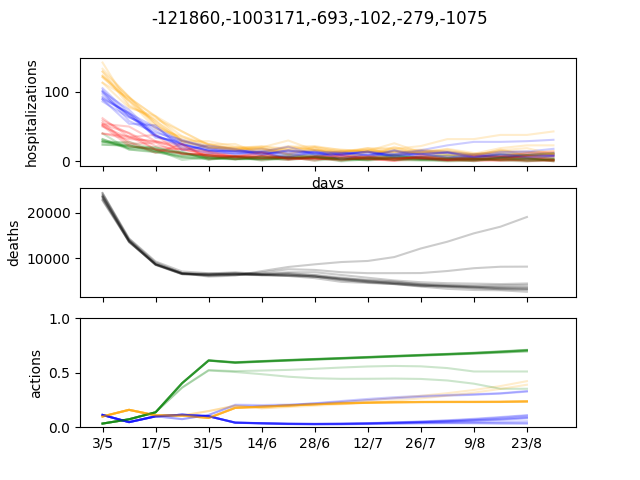 -121860,-1003171,-693,-102,-279,-1075
hospitalizations
100
0
days
deaths
20000
10000
actions
1.0
0.5
0.0
3/5 17/5 31/5 14/6 28/6 12/7 26/7 9/8 23/8